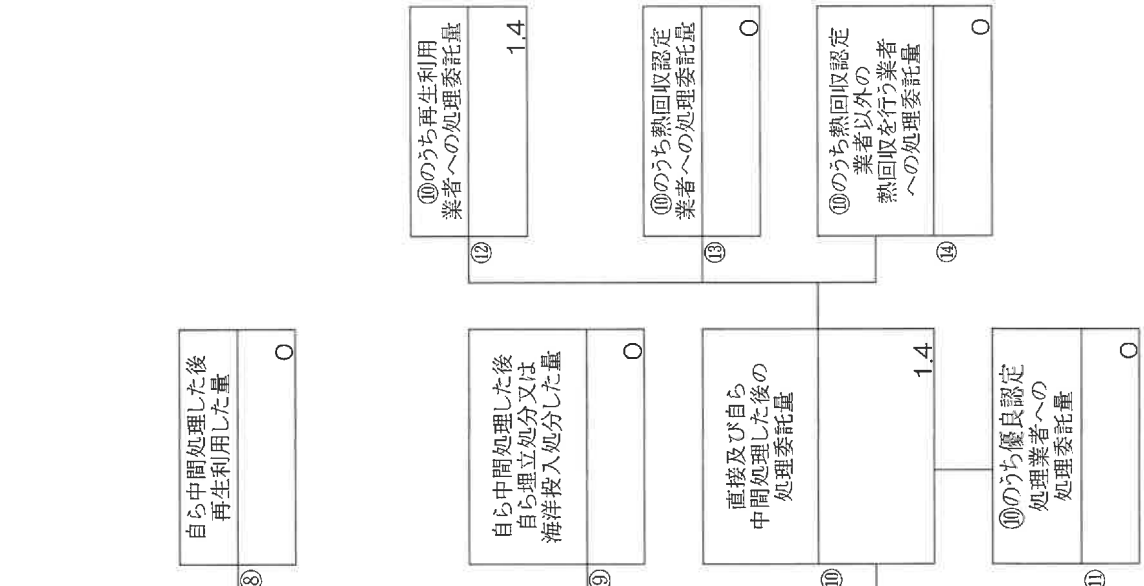 自ら中間処理した後
再生利用した量
0
⑧
自ら中間処理した後
自ら埋立処分又は
海洋投入処分した量
0
⑨
直接及び自ら
中間処理した後の
処理委託量
1.4
⑩
⑩のうち優良認定
処理業者への
処理委託量
0
⑪
⑩のうち再生利用
業者への処理委託量
1.4
⑫
⑩のうち熱回収認定
業者への処理委託量
0
⑬
⑩のうち熱回収認定
業者以外の
熱回収を行う業者
への処理委託量
0
⑭